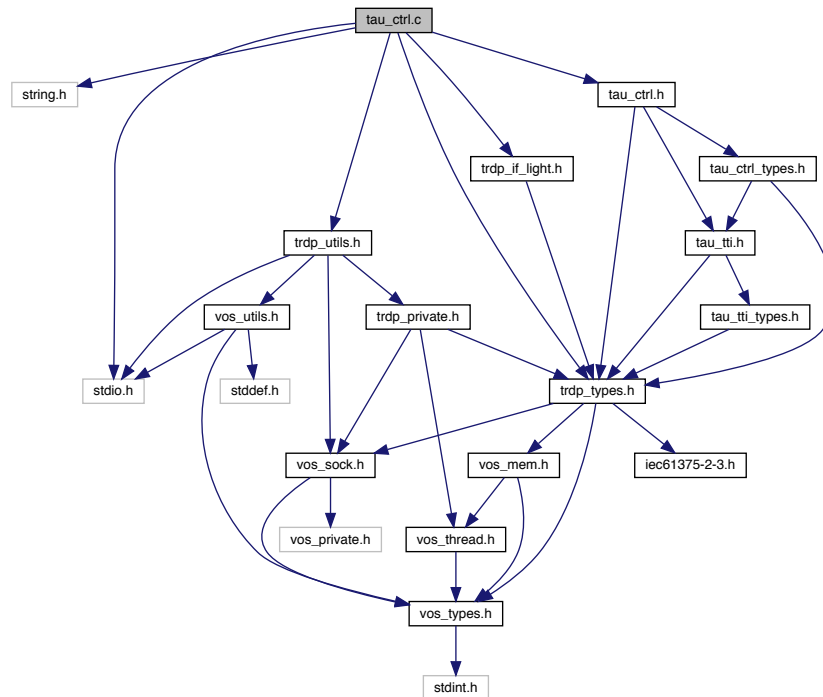 tau_ctrl.c
string.h
tau_ctrl.h
trdp_if_light.h
tau_ctrl_types.h
trdp_utils.h
tau_tti.h
vos_utils.h
trdp_private.h
tau_tti_types.h
stdio.h
stddef.h
trdp_types.h
vos_sock.h
vos_mem.h
iec61375-2-3.h
vos_private.h
vos_thread.h
vos_types.h
stdint.h